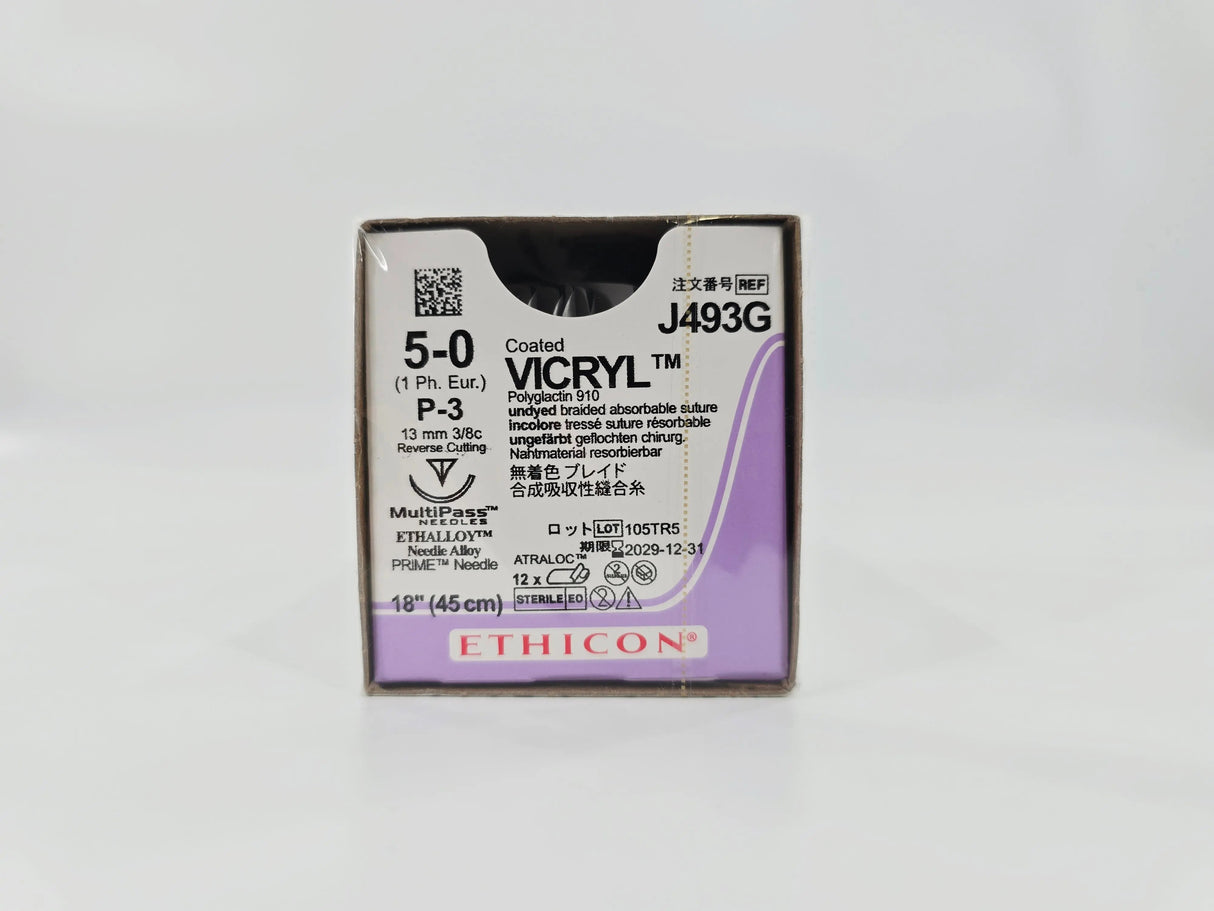 注文番号 REF
J493G
5-0
(1 Ph. Eur.)
P-3
13 mm 3/8c
Reverse Cutting
MultiPass™
NEEDLES
ETHALLOY™
Needle Alloy
PRIME™ Needle
18" (45 cm)
Coated
VICRYL™
Polyglactin 910
undyed braided absorbable suture
incolore tressé suture résorbable
ungefärbt geflochten chirurg.
Nahtmaterial resorbierbar
無着色 ブレイド
合成吸収性縫合糸
ロット LOT 105TR5
期限 2029-12-31
ATRALOC™
12 x
STERILE EO
ETHICON®